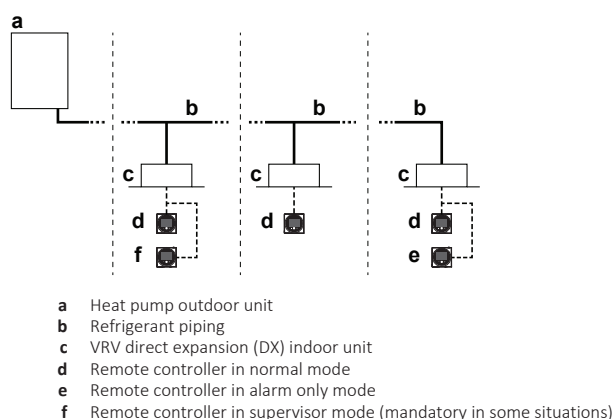 a
b b b
c c c
d d d
f e
a Heat pump outdoor unit
b Refrigerant piping
c VRV direct expansion (DX) indoor unit
d Remote controller in normal mode
e Remote controller in alarm only mode
f Remote controller in supervisor mode (mandatory in some situations)